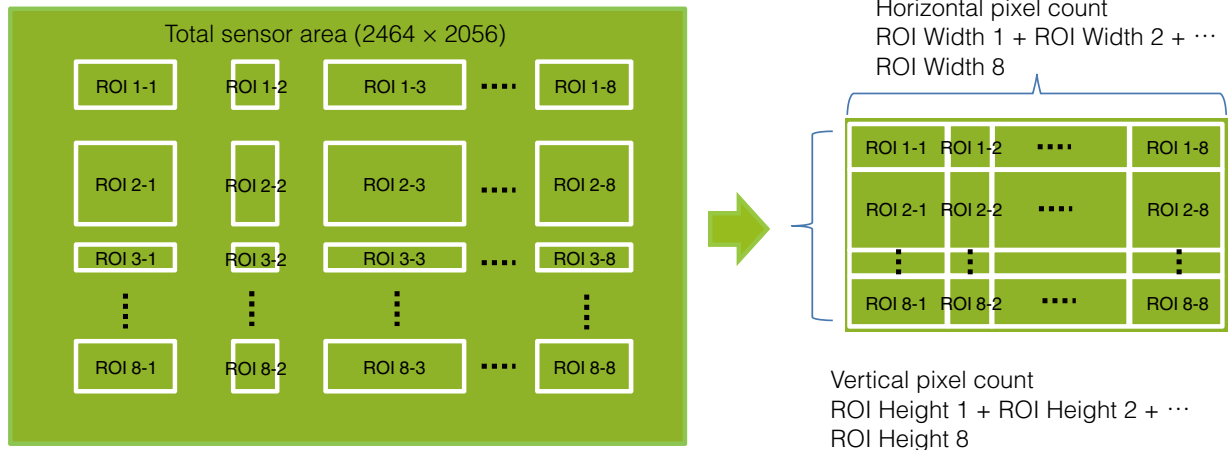 Total sensor area (2464 × 2056)
ROI 1-1 ROI 1-2 ROI 1-3 ROI 1-8
ROI 2-1 ROI 2-2 ROI 2-3 ROI 2-8
ROI 3-1 ROI 3-2 ROI 3-3 ROI 3-8
ROI 8-1 ROI 8-2 ROI 8-3 ROI 8-8
Horizontal pixel count
ROI Width 1 + ROI Width 2 + ···
ROI Width 8
ROI 1-1 ROI 1-2 ROI 1-8
ROI 2-1 ROI 2-2 ROI 2-8
ROI 8-1 ROI 8-2 ROI 8-8
Vertical pixel count
ROI Height 1 + ROI Height 2 + ···
ROI Height 8